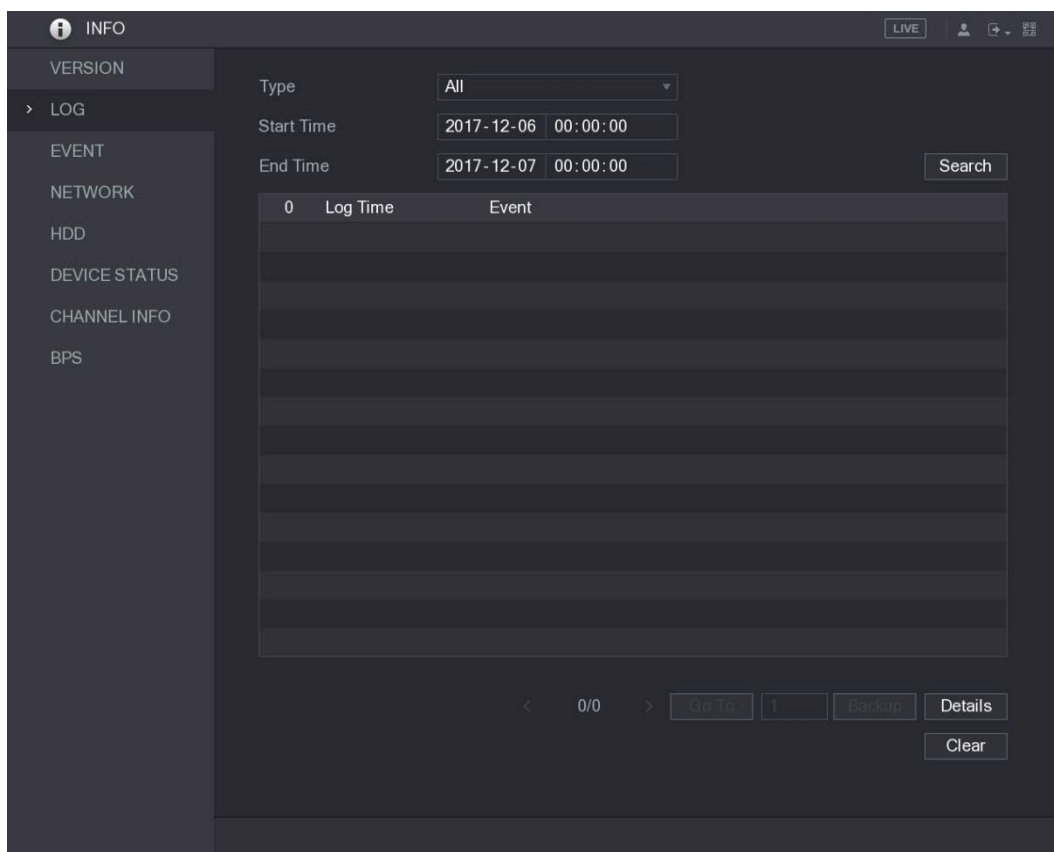 INFO
LIVE
VERSION
LOG
EVENT
NETWORK
HDD
DEVICE STATUS
CHANNEL INFO
BPS
Type All
Start Time 2017-12-06 00:00:00
End Time 2017-12-07 00:00:00
Search
0 Log Time Event
0/0 Go To 1 Backup Details
Clear